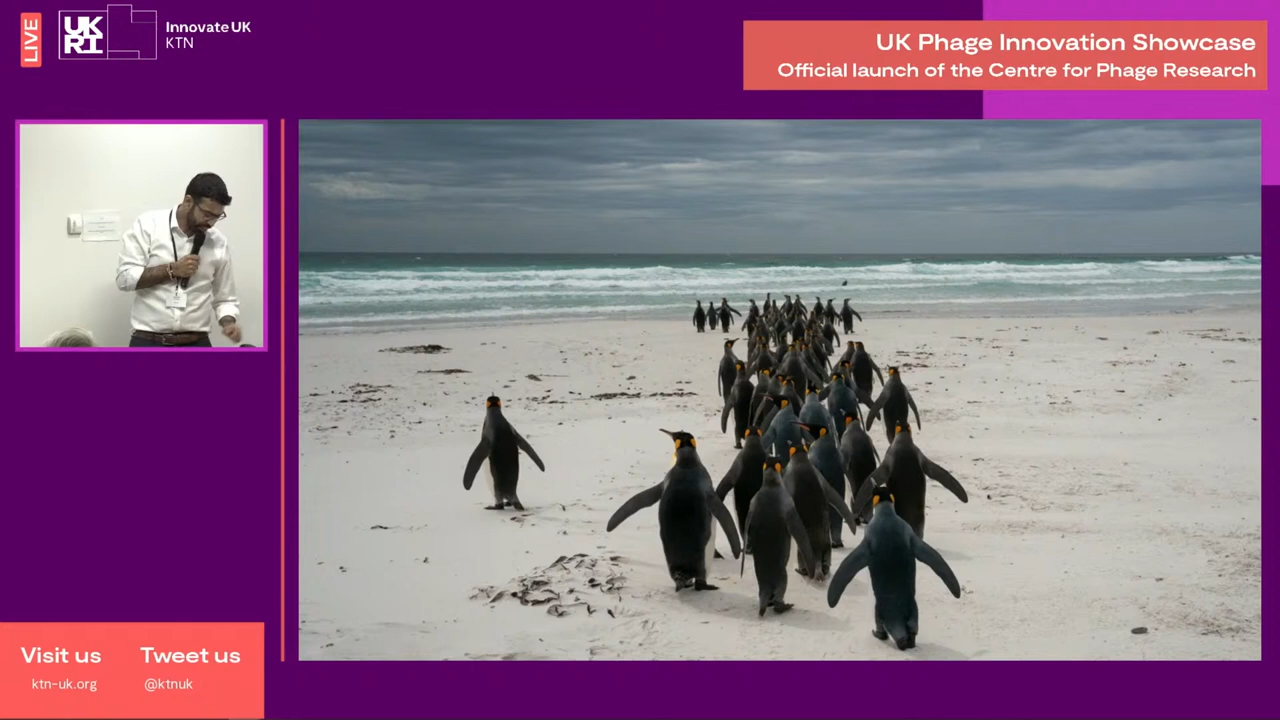 LIVE
UK
RI
Innovate UK
KTN
UK Phage Innovation Showcase
Official launch of the Centre for Phage Research
Visit us
Tweet us
ktn-uk.org
@ktnuk